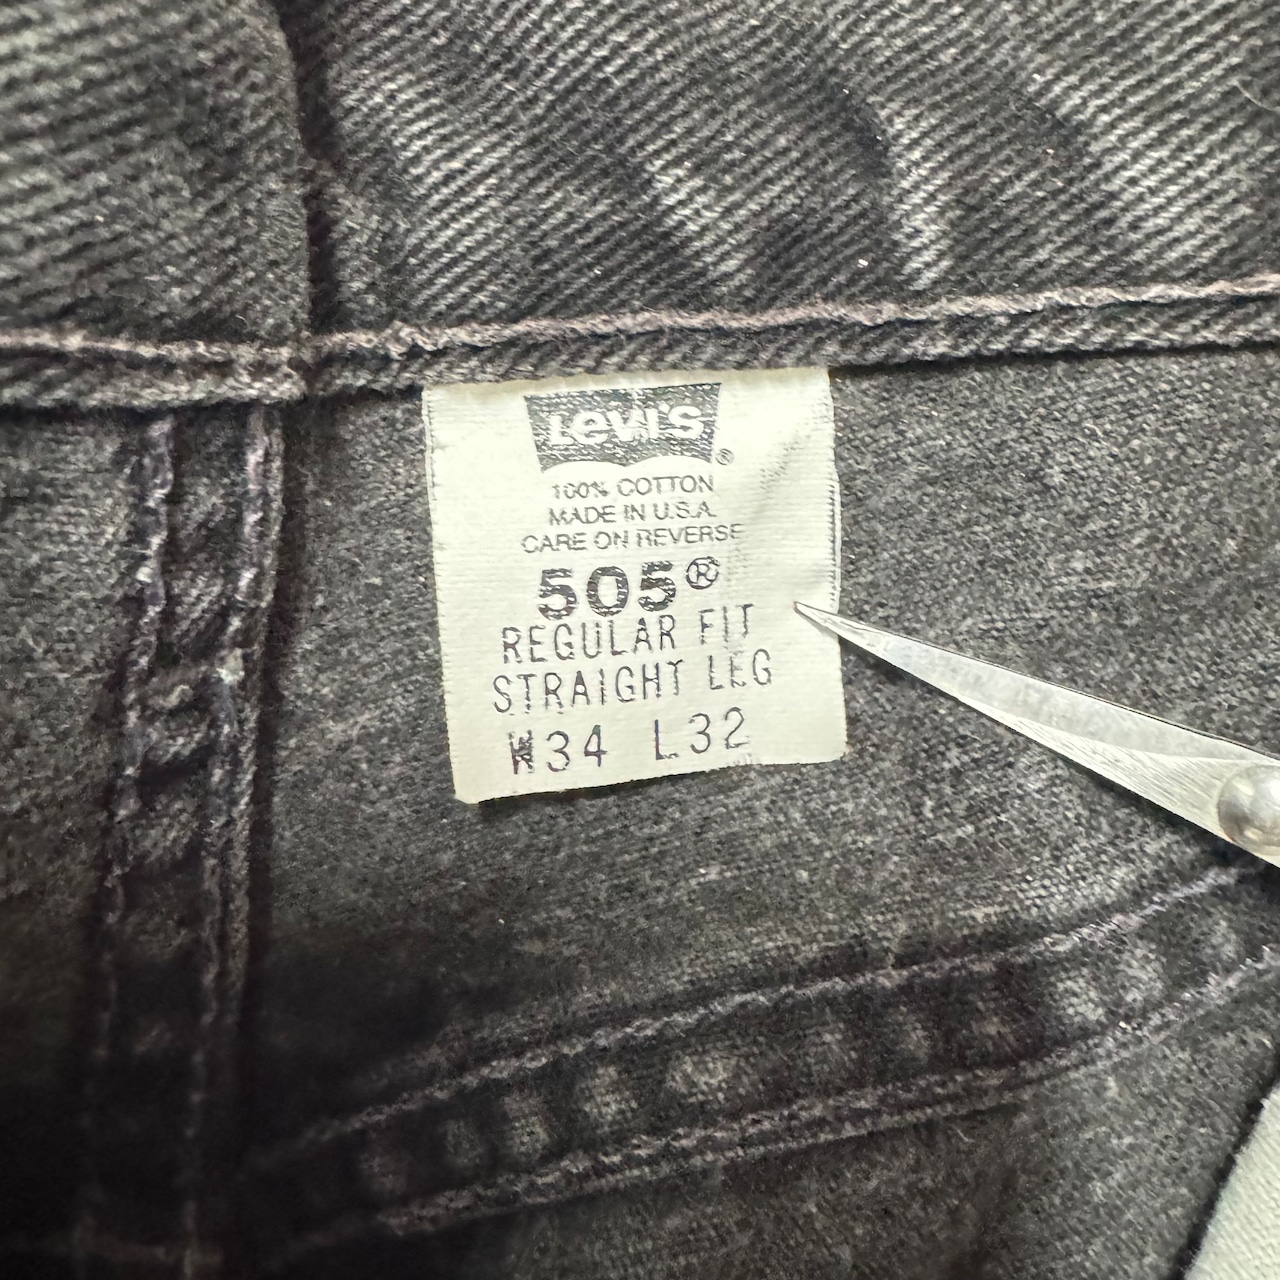 Levi's®
100% COTTON
MADE IN U.S.A.
CARE ON REVERSE
505®
REGULAR FIT
STRAIGHT LEG
W34 L32